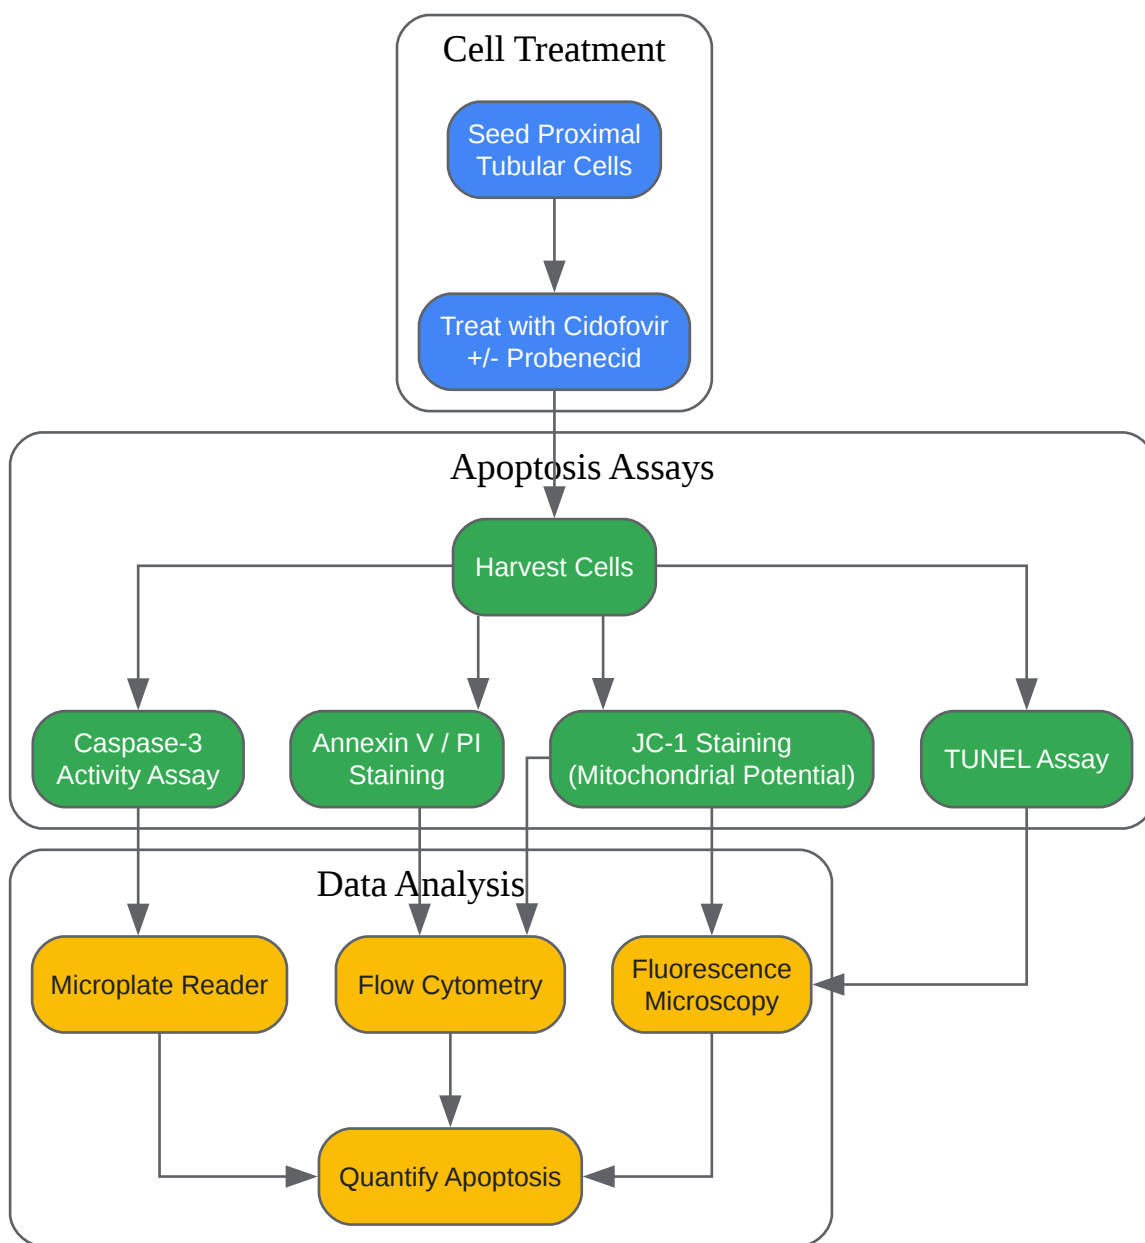 Cell Treatment
Seed Proximal
Tubular Cells
Treat with Cidofovir
+/- Probenecid
Apoptosis Assays
Harvest Cells
Caspase-3
Activity Assay
Annexin V / PI
Staining
JC-1 Staining
(Mitochondrial Potential)
TUNEL Assay
Data Analysis
Microplate Reader
Flow Cytometry
Fluorescence
Microscopy
Quantify Apoptosis